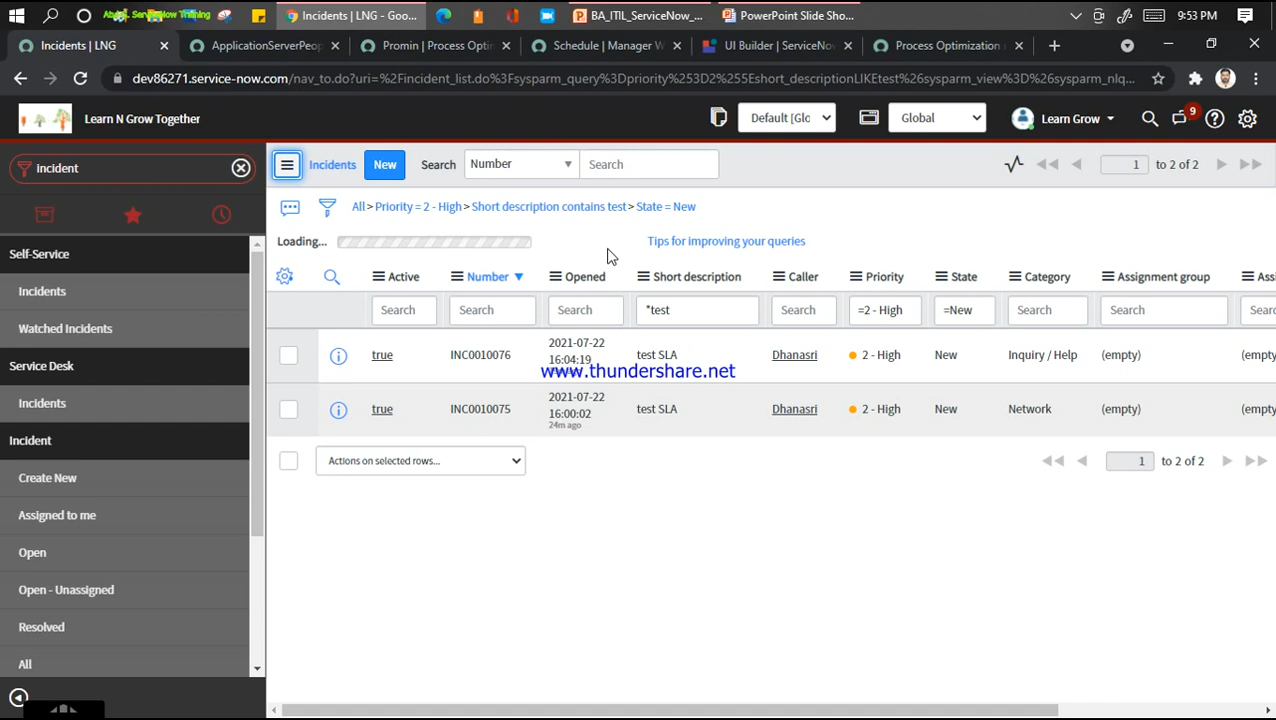 Abdul. ServiceNow Training
Incidents | LNG - Goo...
BA_ITIL_ServiceNow_...
PowerPoint Slide Sho...
9:53 PM
Incidents | LNG
ApplicationServerPeop
Promin | Process Optim
Schedule | Manager W
UI Builder | ServiceNo
Process Optimization
dev86271.service-now.com/nav_to.do?uri=%2Fincident_list.do%3Fsysparm_query%3Dpriority%253D2%255Eshort_descriptionLIKEtest%26sysparm_view%3D%26sysparm_nlq...
Learn N Grow Together
Default [Glo
Global
Learn Grow
9
incident
Incidents
New
Search
Number
Search
1 to 2 of 2
All > Priority = 2 - High > Short description contains test > State = New
Loading...
Tips for improving your queries
Self-Service
Incidents
Watched Incidents
Service Desk
Incidents
Incident
Create New
Assigned to me
Open
Open - Unassigned
Resolved
All
Active Number Opened Short description Caller Priority State Category Assignment group Assi
Search Search Search *test Search =2 - High =New Search Search Sear
true INC0010076 2021-07-22 16:04:19 test SLA Dhanasri 2 - High New Inquiry / Help (empty) (empty
www.thundershare.net
true INC0010075 2021-07-22 16:00:02 24m ago test SLA Dhanasri 2 - High New Network (empty) (empty
Actions on selected rows...
1 to 2 of 2